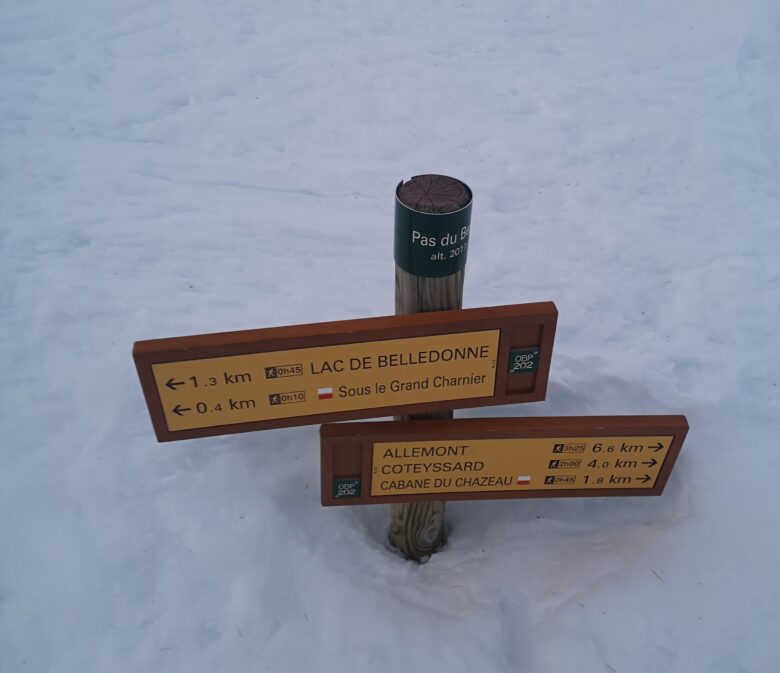 Pas du
alt. 2011
← 1.3 km 0h45 LAC DE BELLEDONNE
← 0.4 km 0h10 Sous le Grand Charnier
OBP
202
ALLEMONT 3h25 6.6 km →
COTEYSSARD 2h00 4.0 km →
CABANE DU CHAZEAU 0h45 1.8 km →
OBP
202